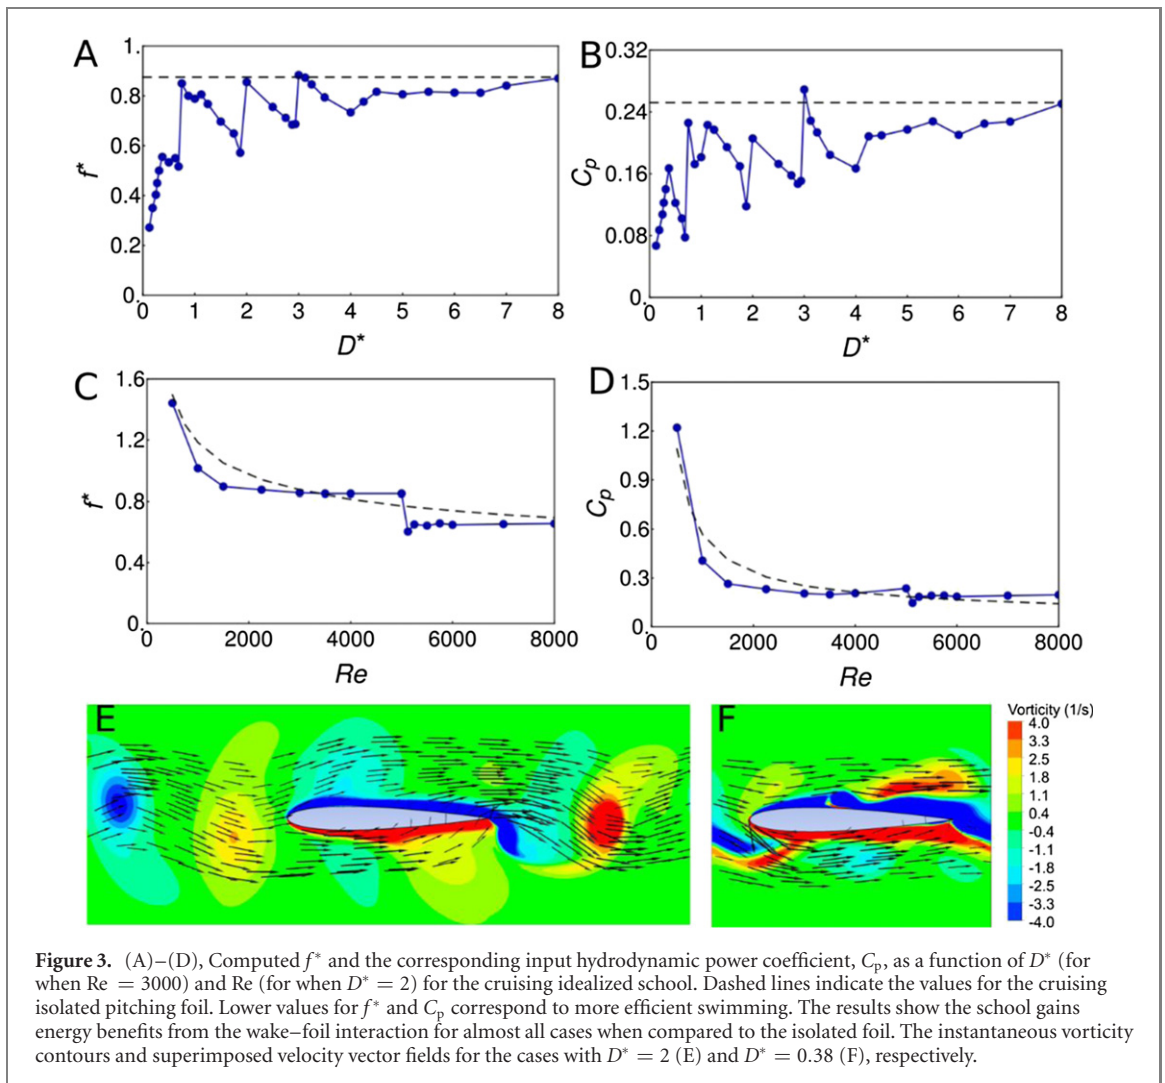 A
1.
0.8
0.6
0.4
0.2
0.
f*
0 1 2 3 4 5 6 7 8
D*
B
0.32
0.24
0.16
0.08
0.
Cp
0 1 2 3 4 5 6 7 8
D*
C
1.6
1.2
0.8
0.4
0.
f*
0 2000 4000 6000 8000
Re
D
1.5
1.2
0.9
0.6
0.3
0.
Cp
0 2000 4000 6000 8000
Re
E
F
Vorticity (1/s)
4.0
3.3
2.5
1.8
1.1
0.4
-0.4
-1.1
-1.8
-2.5
-3.3
-4.0
Figure 3. (A)–(D), Computed f* and the corresponding input hydrodynamic power coefficient, Cp, as a function of D* (for
when Re = 3000) and Re (for when D* = 2) for the cruising idealized school. Dashed lines indicate the values for the cruising
isolated pitching foil. Lower values for f* and Cp correspond to more efficient swimming. The results show the school gains
energy benefits from the wake–foil interaction for almost all cases when compared to the isolated foil. The instantaneous vorticity
contours and superimposed velocity vector fields for the cases with D* = 2 (E) and D* = 0.38 (F), respectively.